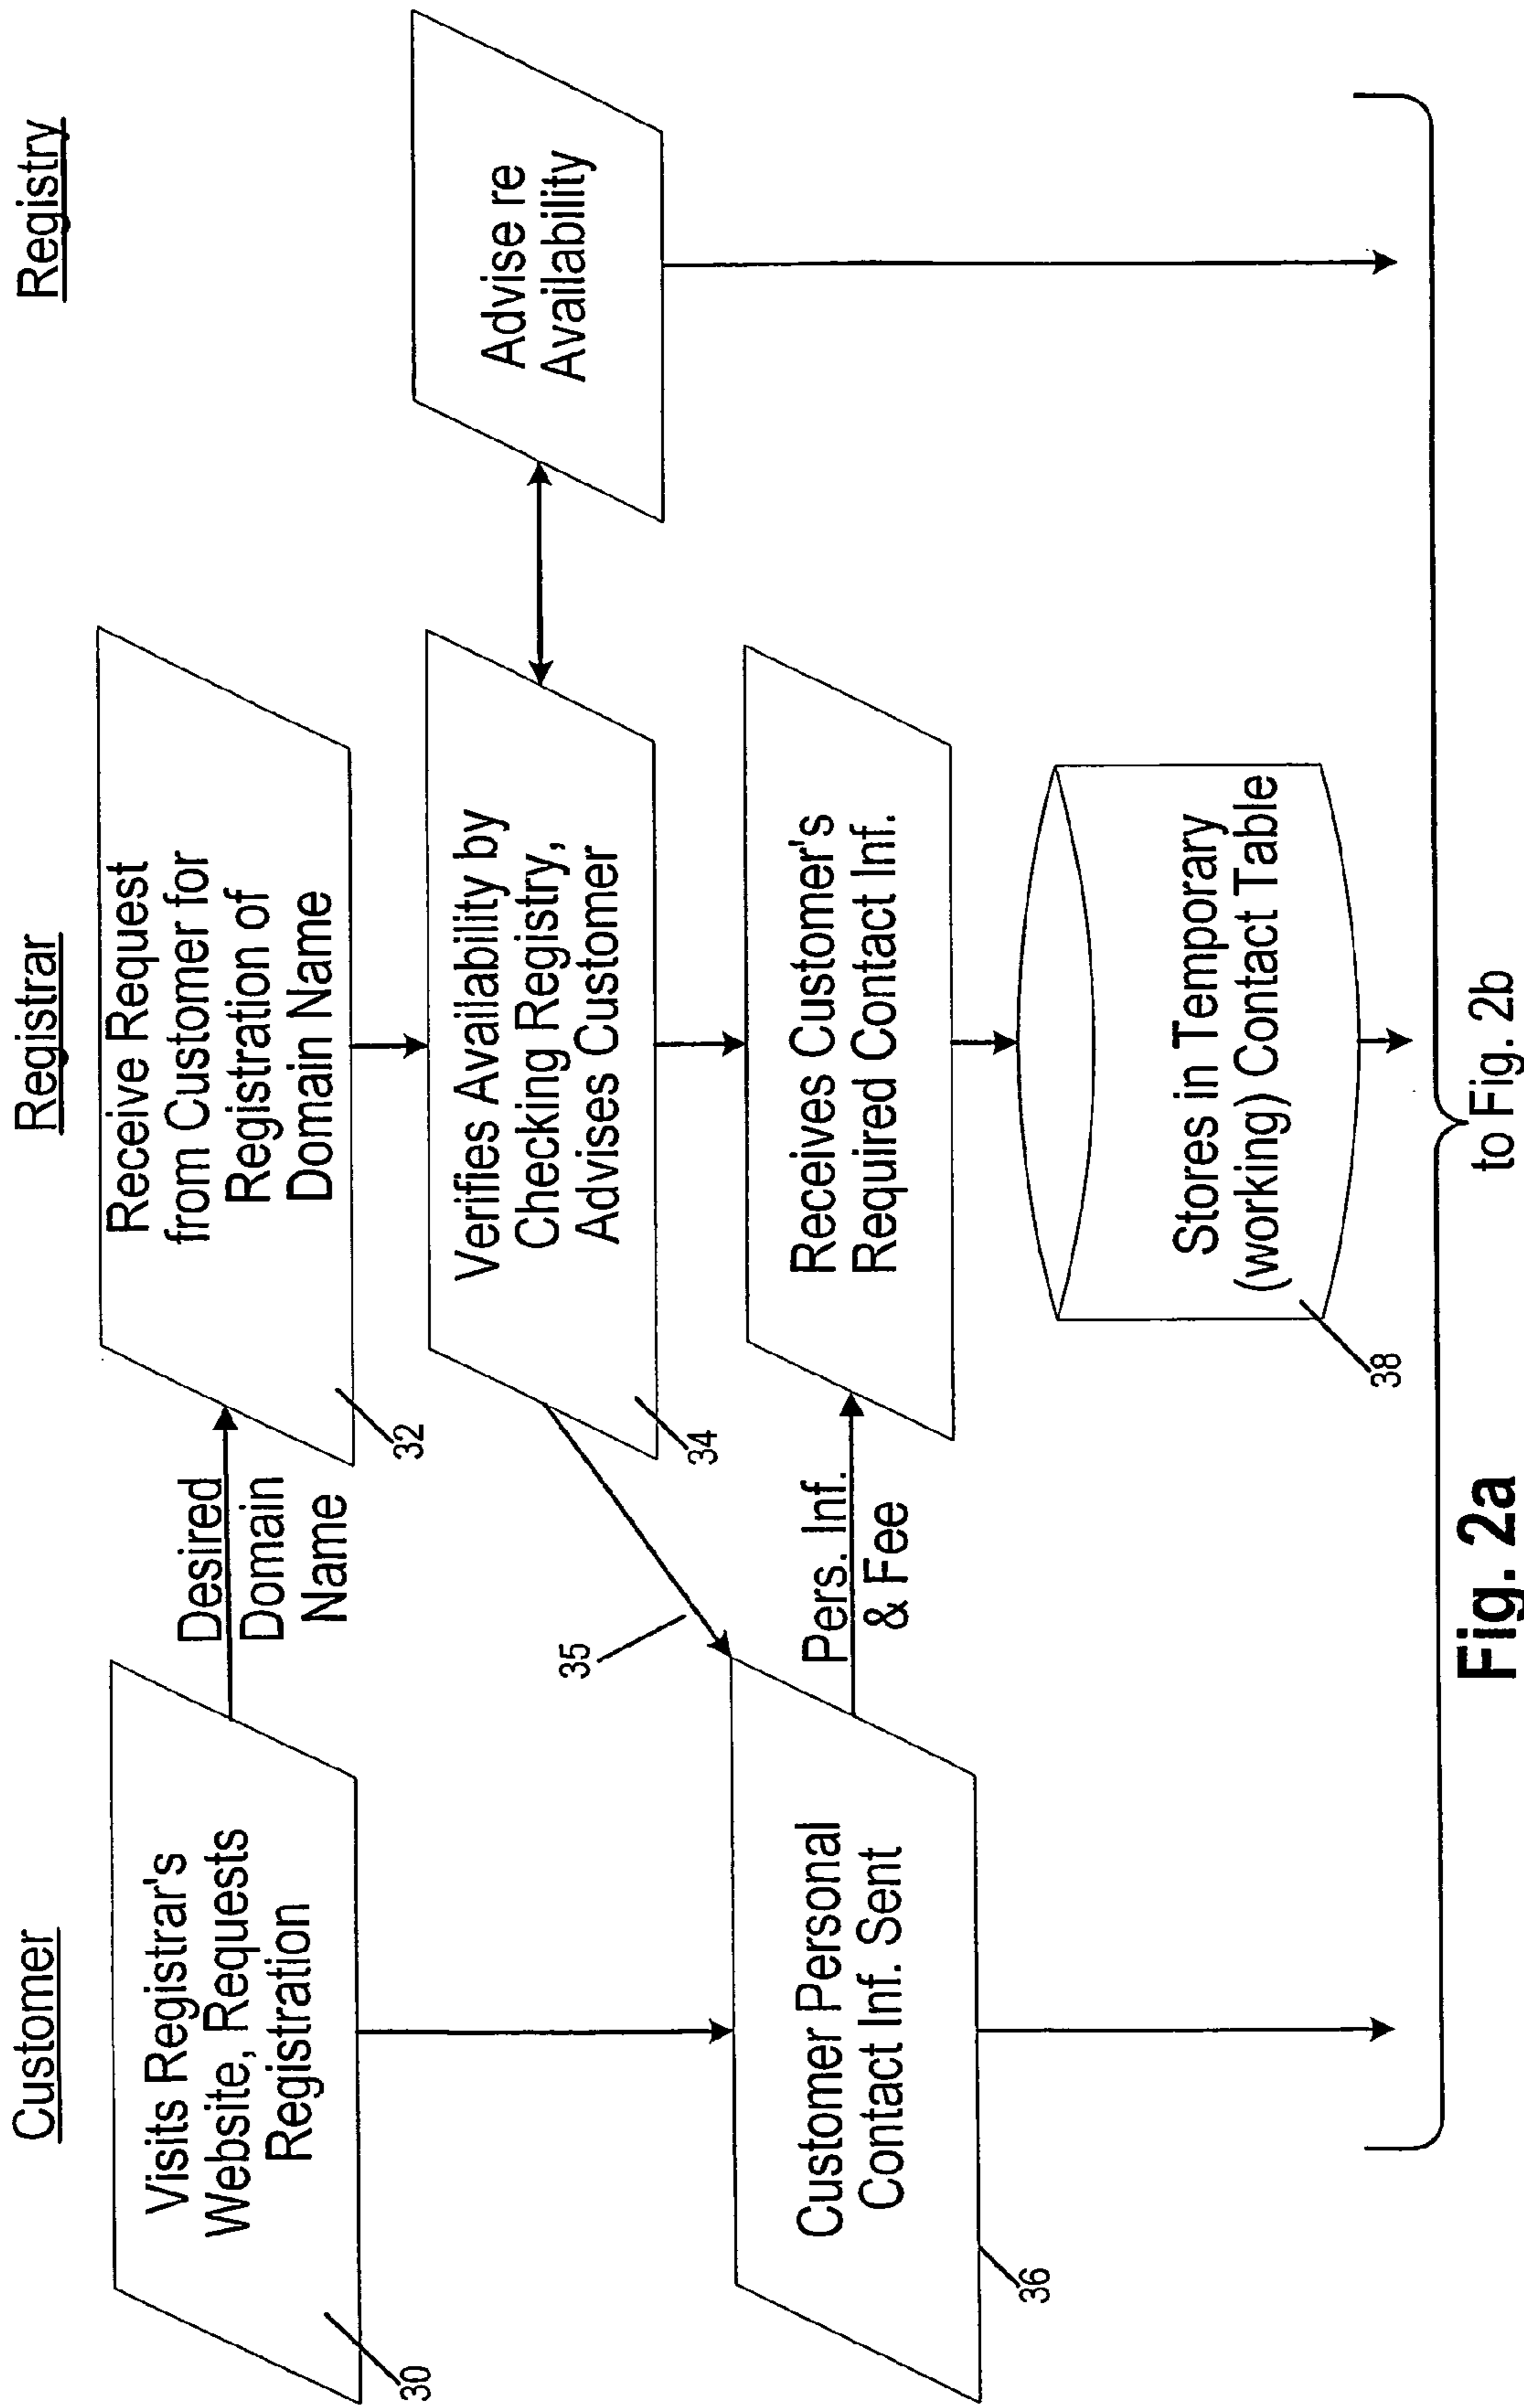 Customer
Registrar
Registry
Visits Registrar's
Website, Requests
Registration
30
Desired
Domain
Name
Receive Request
from Customer for
Registration of
Domain Name
32
Verifies Availability by
Checking Registry,
Advises Customer
34
Advise re
Availability
35
Customer Personal
Contact Inf. Sent
36
Pers. Inf.
& Fee
Receives Customer's
Required Contact Inf.
Stores in Temporary
(working) Contact Table
38
to Fig. 2b
Fig. 2a